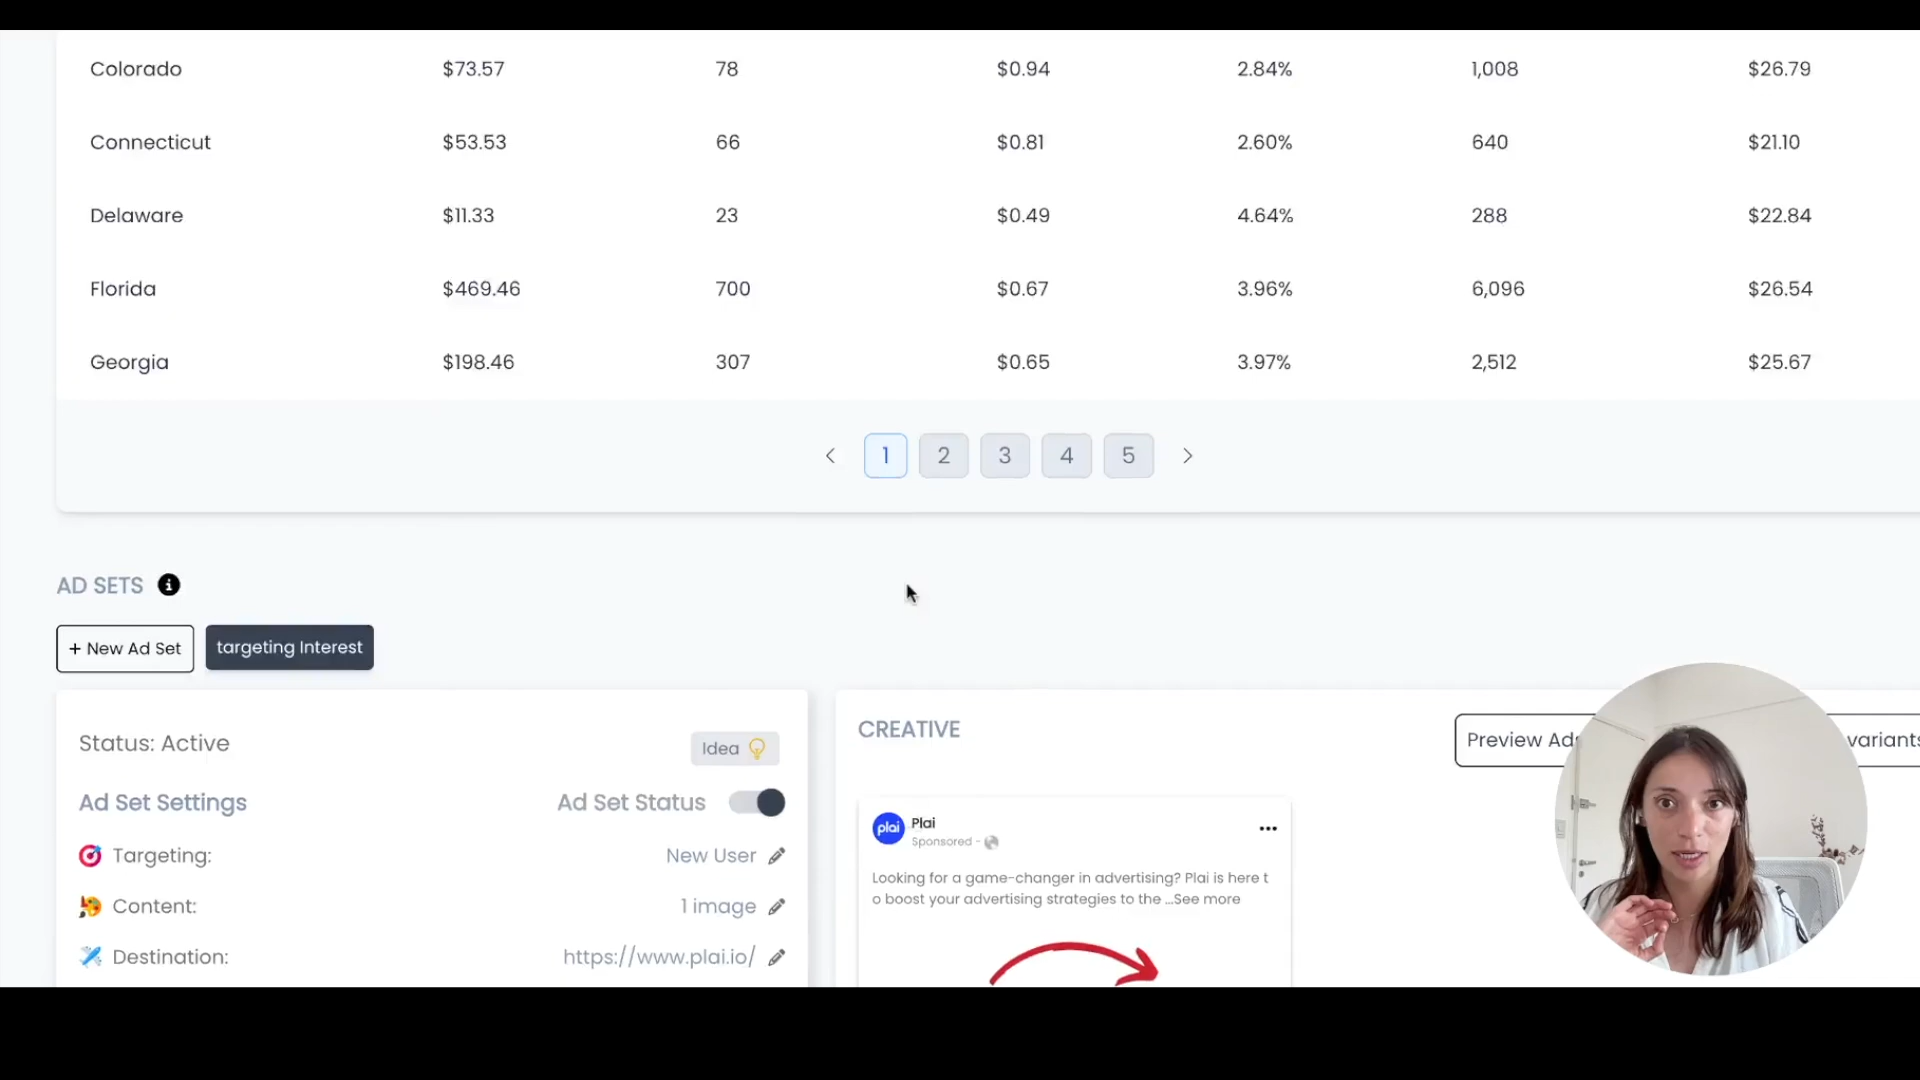 Colorado $73.57 78 $0.94 2.84% 1,008 $26.79
Connecticut $53.53 66 $0.81 2.60% 640 $21.10
Delaware $11.33 23 $0.49 4.64% 288 $22.84
Florida $469.46 700 $0.67 3.96% 6,096 $26.54
Georgia $198.46 307 $0.65 3.97% 2,512 $25.67
1 2 3 4 5
AD SETS
+ New Ad Set targeting Interest
Status: Active
Idea
Ad Set Settings Ad Set Status
Targeting: New User
Content: 1 image
Destination: https://www.plai.io/
CREATIVE
Preview Ad
variants
plai Plai
Sponsored -
Looking for a game-changer in advertising? Plai is here t
o boost your advertising strategies to the ...See more